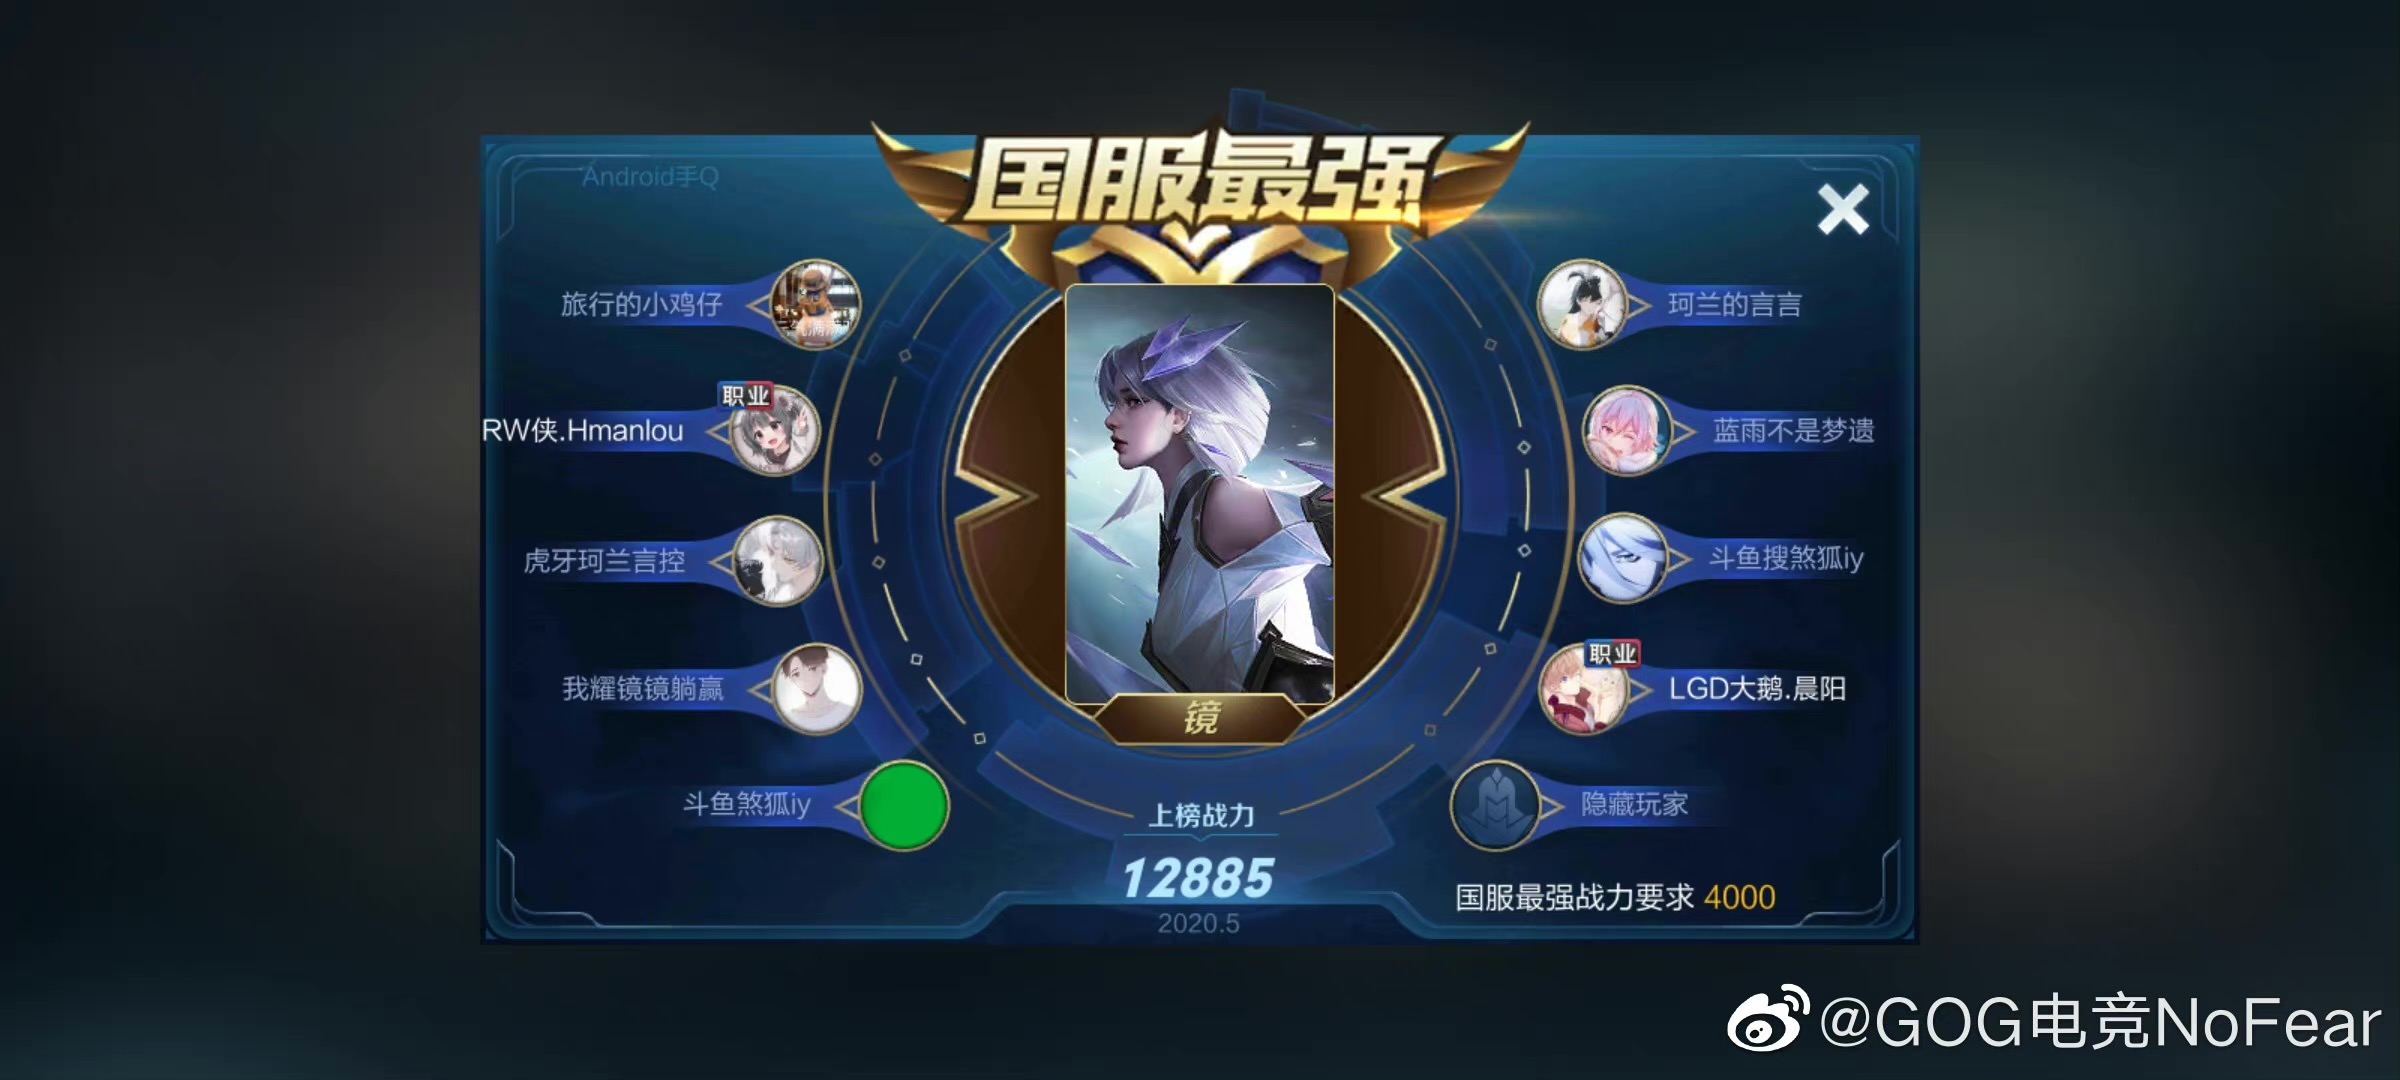 国服最强
Android手Q
旅行的小鸡仔
珂兰的言言
职业
RW侠.Hmanlou
蓝雨不是梦遗
虎牙珂兰言控
斗鱼搜煞狐iy
我耀镜镜躺赢
职业
LGD大鹅.晨阳
镜
斗鱼煞狐iy
隐藏玩家
上榜战力
12885
2020.5
国服最强战力要求 4000
@GOG电竞NoFear